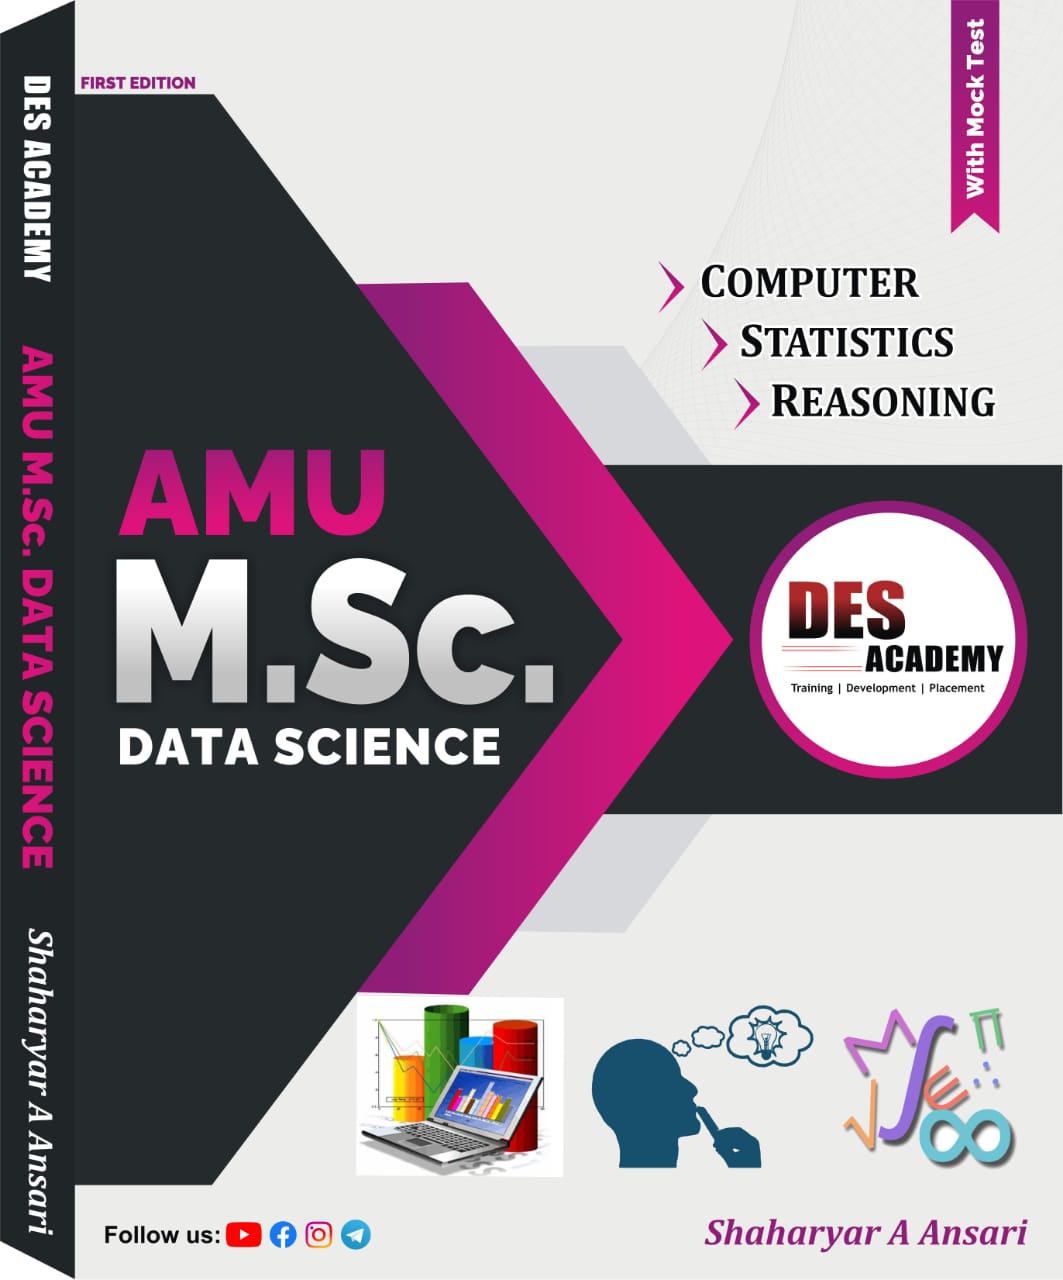 DES ACADEMY
AMU M.Sc. DATA SCIENCE
Shaharyar A Ansari
FIRST EDITION
With Mock Test
COMPUTER
STATISTICS
REASONING
AMU
M.Sc.
DATA SCIENCE
DES
ACADEMY
Training | Development | Placement
Follow us:
Shaharyar A Ansari